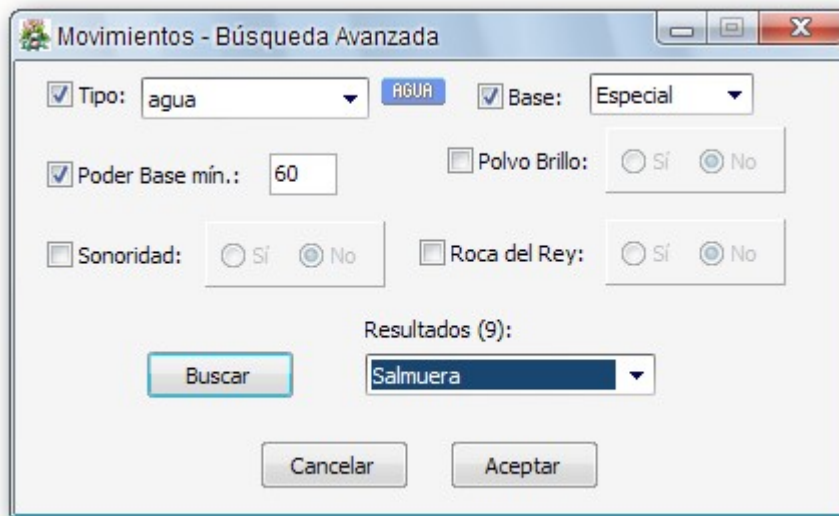 Movimientos - Búsqueda Avanzada
Tipo: agua AGUA Base: Especial
Poder Base mín.: 60 Polvo Brillo: Sí No
Sonoridad: Sí No Roca del Rey: Sí No
Resultados (9):
Buscar Salmuera
Cancelar Aceptar